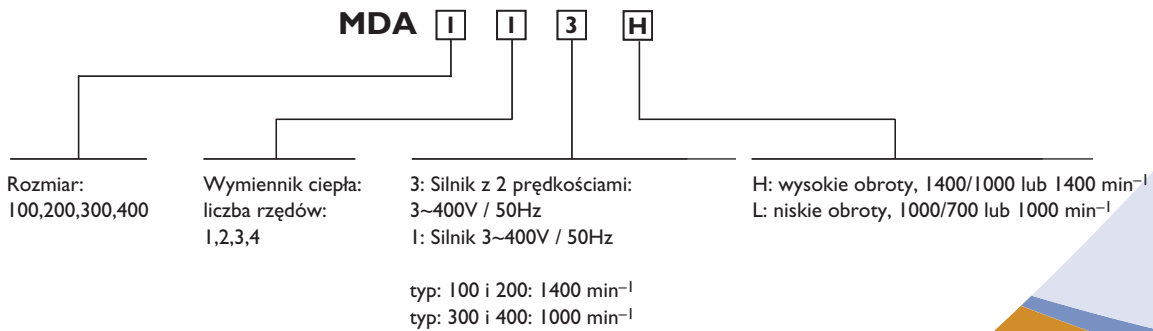 MDA 1 1 3 H
Rozmiar:
100,200,300,400
Wymiennik ciepła:
liczba rzędów:
1,2,3,4
3: Silnik z 2 prędkościami:
3~400V / 50Hz
1: Silnik 3~400V / 50Hz
typ: 100 i 200: 1400 min⁻¹
typ: 300 i 400: 1000 min⁻¹
H: wysokie obroty, 1400/1000 lub 1400 min⁻¹
L: niskie obroty, 1000/700 lub 1000 min⁻¹